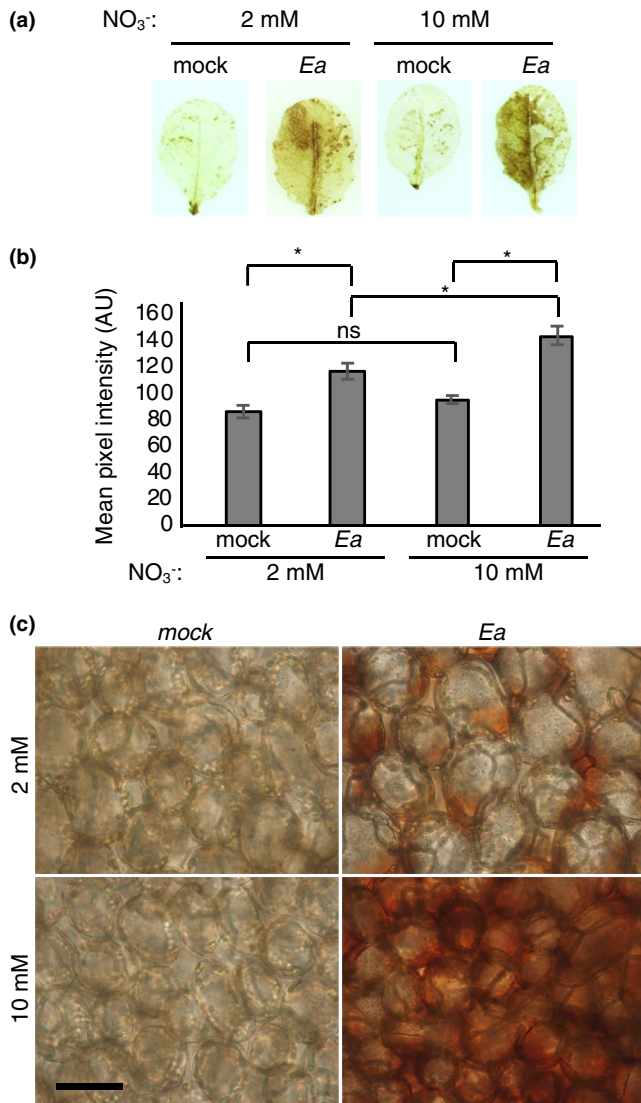 (a)
NO₃⁻: 2 mM 10 mM
mock Ea mock Ea
(b)
* *
*
ns
Mean pixel intensity (AU)
160
140
120
100
80
60
40
20
0
mock Ea mock Ea
NO₃⁻: 2 mM 10 mM
(c)
mock Ea
2 mM
10 mM